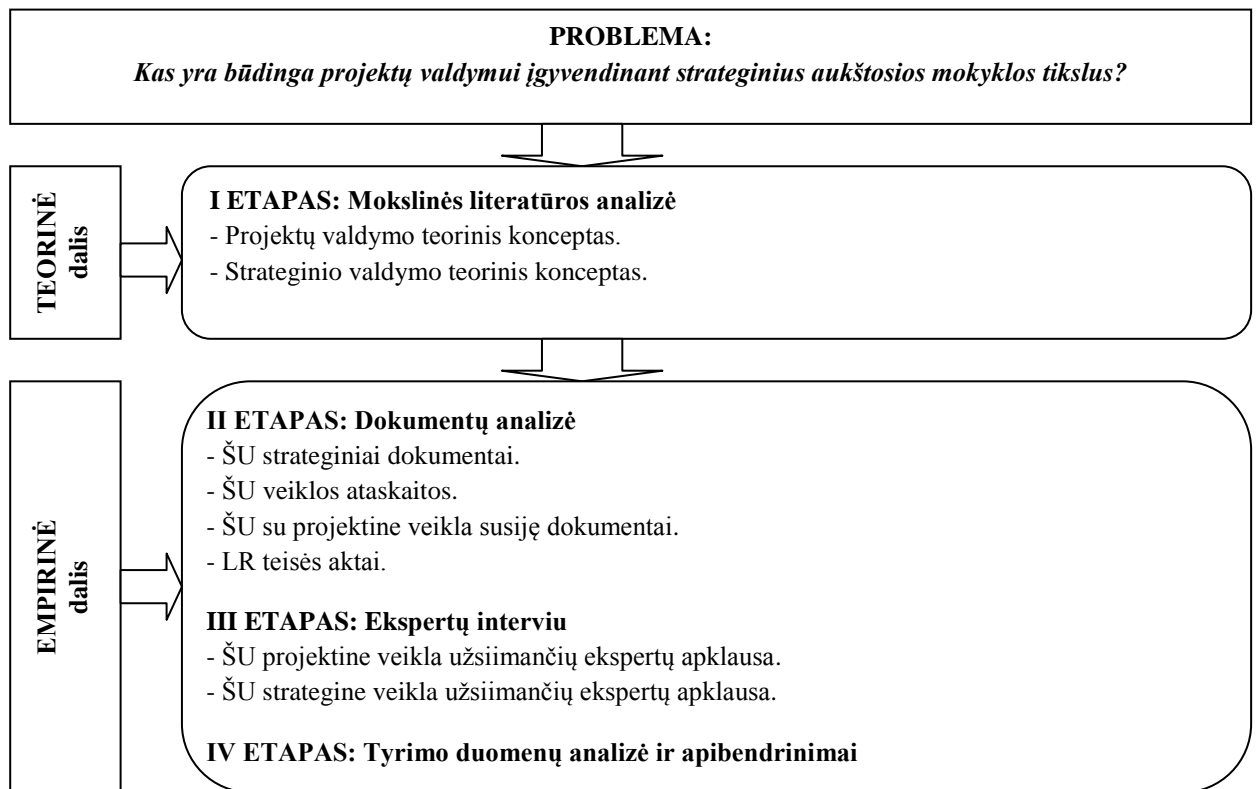 PROBLEMA:
Kas yra būdinga projektų valdymui įgyvendinant strateginius aukštosios mokyklos tikslus?
TEORINĖ
dalis
I ETAPAS: Mokslinės literatūros analizė
- Projektų valdymo teorinis konceptas.
- Strateginio valdymo teorinis konceptas.
EMPIRINĖ
dalis
II ETAPAS: Dokumentų analizė
- ŠU strateginiai dokumentai.
- ŠU veiklos ataskaitos.
- ŠU su projektine veikla susiję dokumentai.
- LR teisės aktai.
III ETAPAS: Ekspertų interviu
- ŠU projektine veikla užsiimančių ekspertų apklausa.
- ŠU strategine veikla užsiimančių ekspertų apklausa.
IV ETAPAS: Tyrimo duomenų analizė ir apibendrinimai